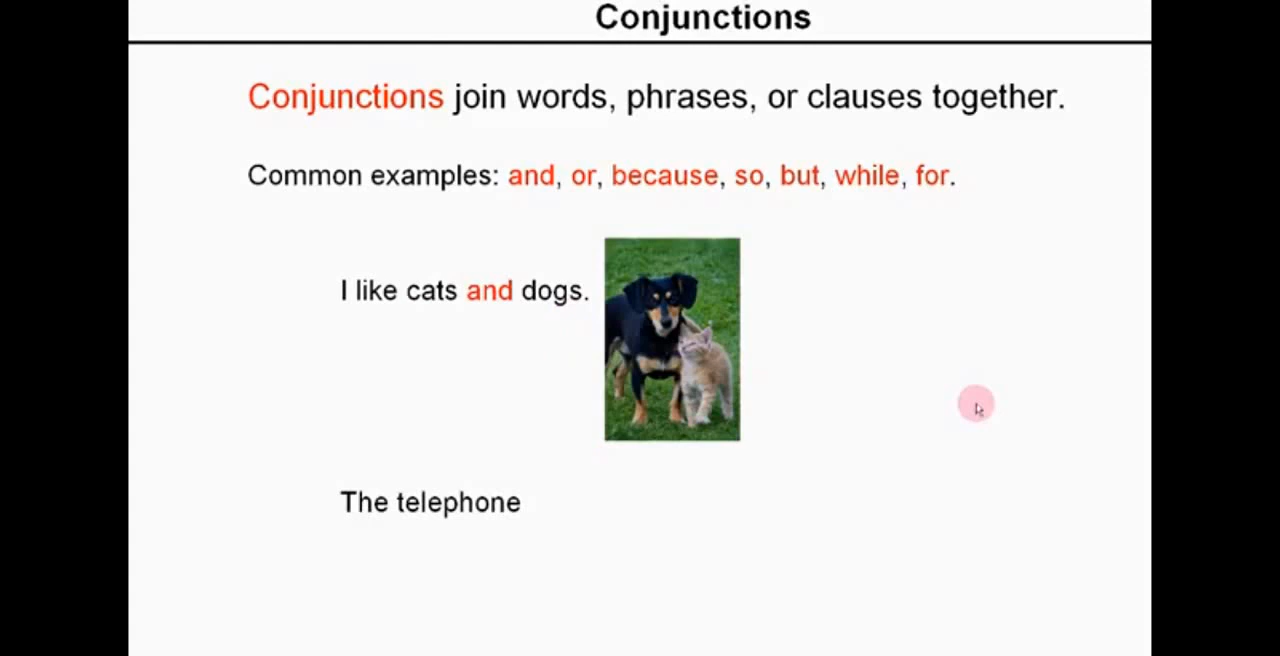 Conjunctions
Conjunctions join words, phrases, or clauses together.
Common examples: and, or, because, so, but, while, for.
I like cats and dogs.
The telephone